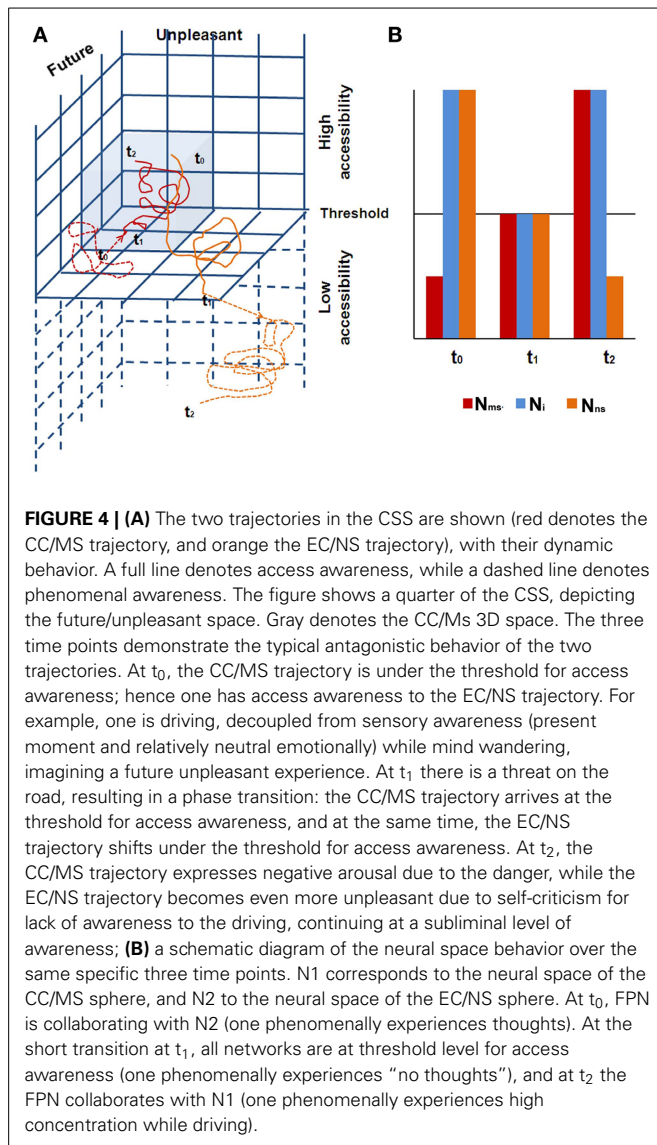 A
B
Unpleasant
Future
High
accessibility
t2
t0
Threshold
t0
t1
Low
accessibility
t1
t2
t0
t1
t2
Nms. Ni Nns
FIGURE 4 | (A) The two trajectories in the CSS are shown (red denotes the
CC/MS trajectory, and orange the EC/NS trajectory), with their dynamic
behavior. A full line denotes access awareness, while a dashed line denotes
phenomenal awareness. The figure shows a quarter of the CSS, depicting
the future/unpleasant space. Gray denotes the CC/Ms 3D space. The three
time points demonstrate the typical antagonistic behavior of the two
trajectories. At t0, the CC/MS trajectory is under the threshold for access
awareness; hence one has access awareness to the EC/NS trajectory. For
example, one is driving, decoupled from sensory awareness (present
moment and relatively neutral emotionally) while mind wandering,
imagining a future unpleasant experience. At t1 there is a threat on the
road, resulting in a phase transition: the CC/MS trajectory arrives at the
threshold for access awareness, and at the same time, the EC/NS
trajectory shifts under the threshold for access awareness. At t2, the
CC/MS trajectory expresses negative arousal due to the danger, while the
EC/NS trajectory becomes even more unpleasant due to self-criticism for
lack of awareness to the driving, continuing at a subliminal level of
awareness; (B) a schematic diagram of the neural space behavior over the
same specific three time points. N1 corresponds to the neural space of the
CC/MS sphere, and N2 to the neural space of the EC/NS sphere. At t0, FPN
is collaborating with N2 (one phenomenally experiences thoughts). At the
short transition at t1, all networks are at threshold level for access
awareness (one phenomenally experiences “no thoughts”), and at t2 the
FPN collaborates with N1 (one phenomenally experiences high
concentration while driving).